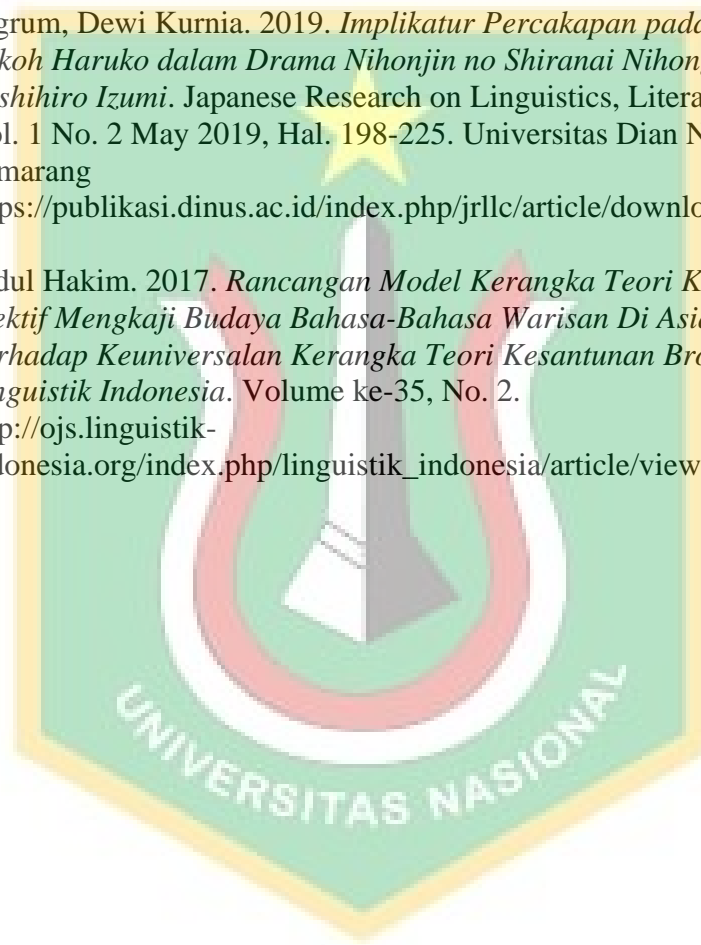 grum, Dewi Kurnia. 2019. Implikatur Percakapan pada
koh Haruko dalam Drama Nihonjin no Shiranai Nihong
shihiro Izumi. Japanese Research on Linguistics, Litera
l. 1 No. 2 May 2019, Hal. 198-225. Universitas Dian N
marang
ps://publikasi.dinus.ac.id/index.php/jrllc/article/downlo
dul Hakim. 2017. Rancangan Model Kerangka Teori K
ektif Mengkaji Budaya Bahasa-Bahasa Warisan Di Asia
rhadap Keuniversalan Kerangka Teori Kesantunan Bro
nguistik Indonesia. Volume ke-35, No. 2.
p://ojs.linguistik-
donesia.org/index.php/linguistik_indonesia/article/view
UNIVERSITAS NASIONAL